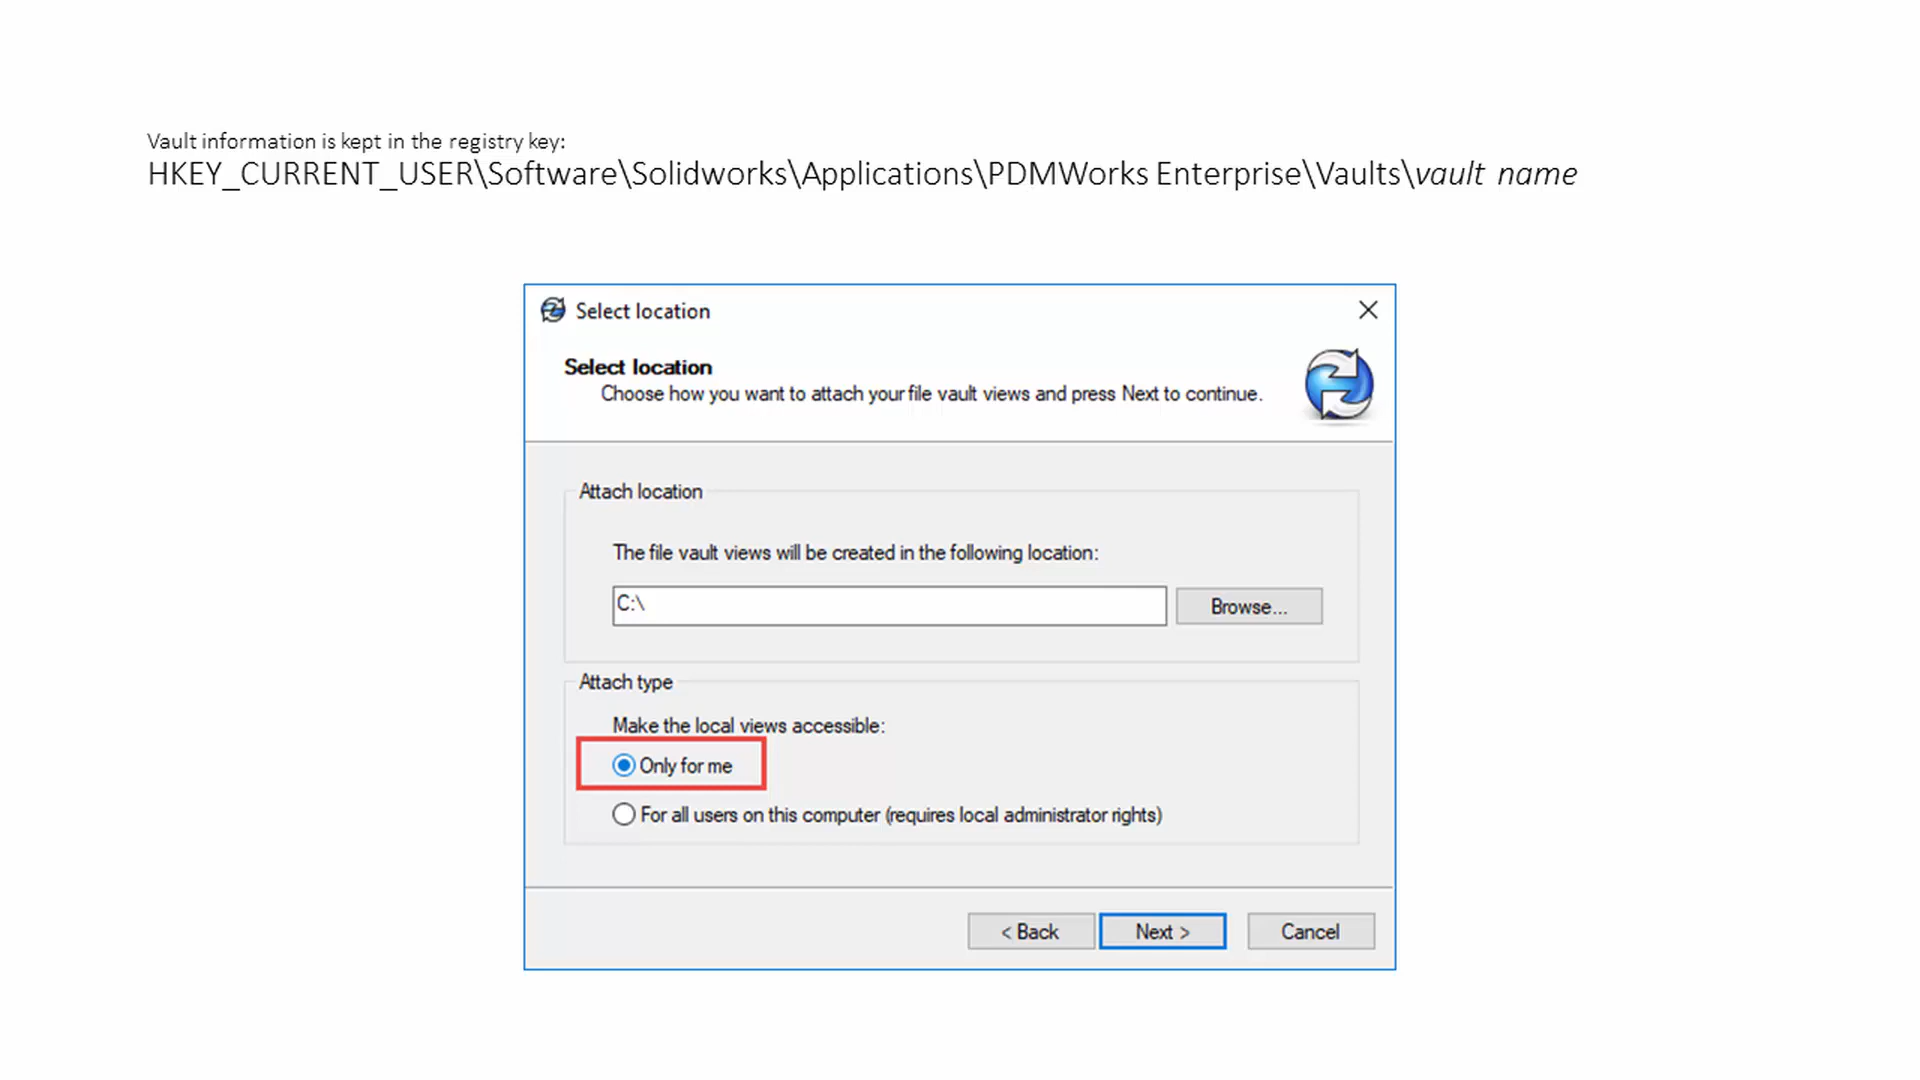 Vault information is kept in the registry key:
HKEY_CURRENT_USER\Software\Solidworks\Applications\PDMWorks Enterprise\Vaults\vault name
Select location
Select location
Choose how you want to attach your file vault views and press Next to continue.
Attach location
The file vault views will be created in the following location:
C:\
Browse...
Attach type
Make the local views accessible:
Only for me
For all users on this computer (requires local administrator rights)
< Back
Next >
Cancel